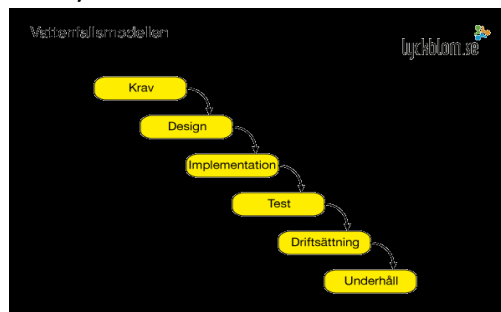 Vattenfallsmodellen
lyckblom.se
Krav
Design
Implementation
Test
Driftsättning
Underhåll